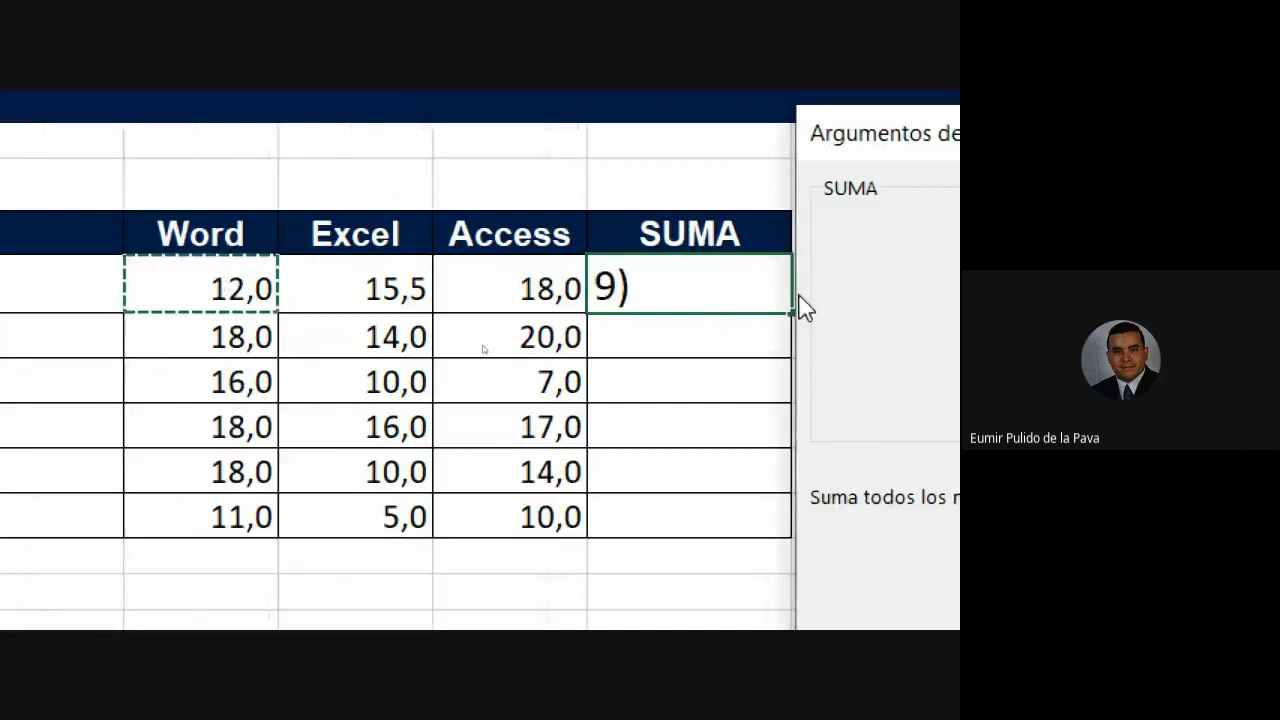 Argumentos de
SUMA
Word Excel Access SUMA
12,0 15,5 18,0 9)
18,0 14,0 20,0
16,0 10,0 7,0
18,0 16,0 17,0
18,0 10,0 14,0
11,0 5,0 10,0
Suma todos los
Eumir Pulido de la Pava